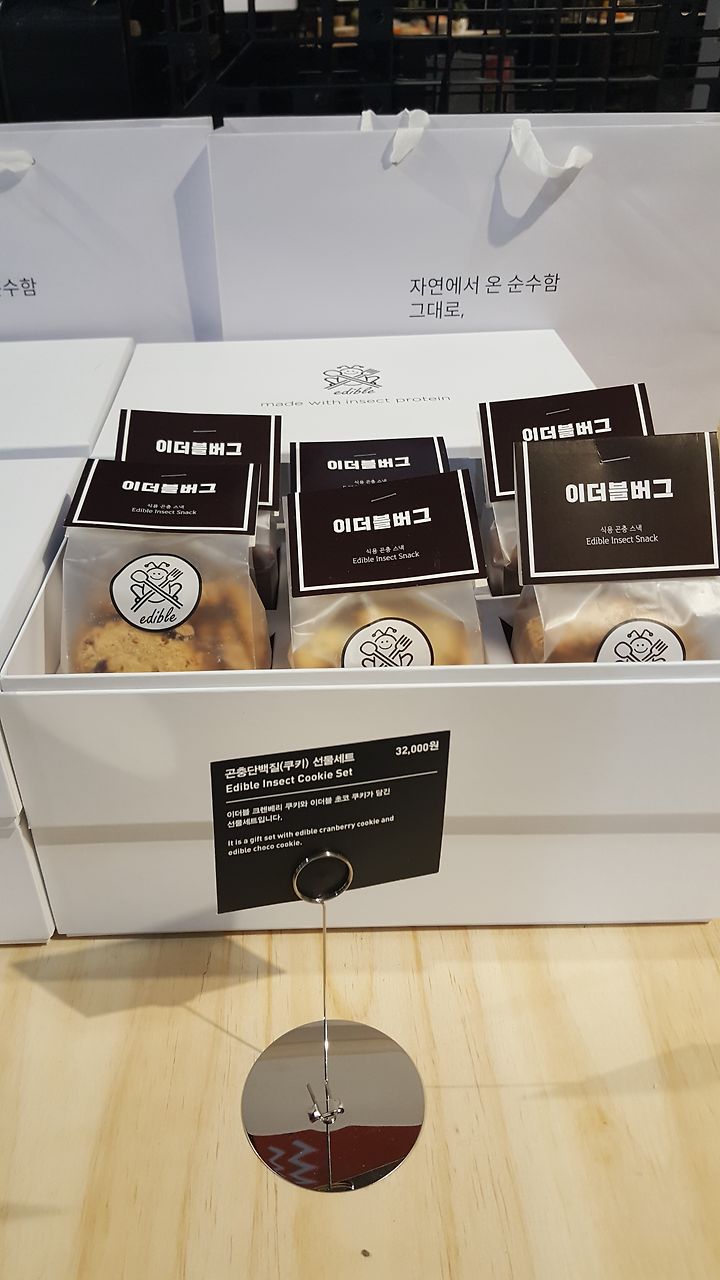 수함
자연에서 온 순수함
그대로,
edible
made with insect protein
이더블버그
이더블버그
이더블버그
식용 곤충 스낵
이더블버그
식용 곤충 스낵
Edible Insect Snack
이더블버그
식용 곤충 스낵
Edible Insect Snack
이더블버그
식용 곤충 스낵
Edible Insect Snack
edible
곤충단백질(쿠키) 선물세트 32,000원
Edible Insect Cookie Set
이더블 크렌베리 쿠키와 이더블 초코 쿠키가 담긴
선물세트입니다.
It is a gift set with edible cranberry cookie and
edible choco cookie.